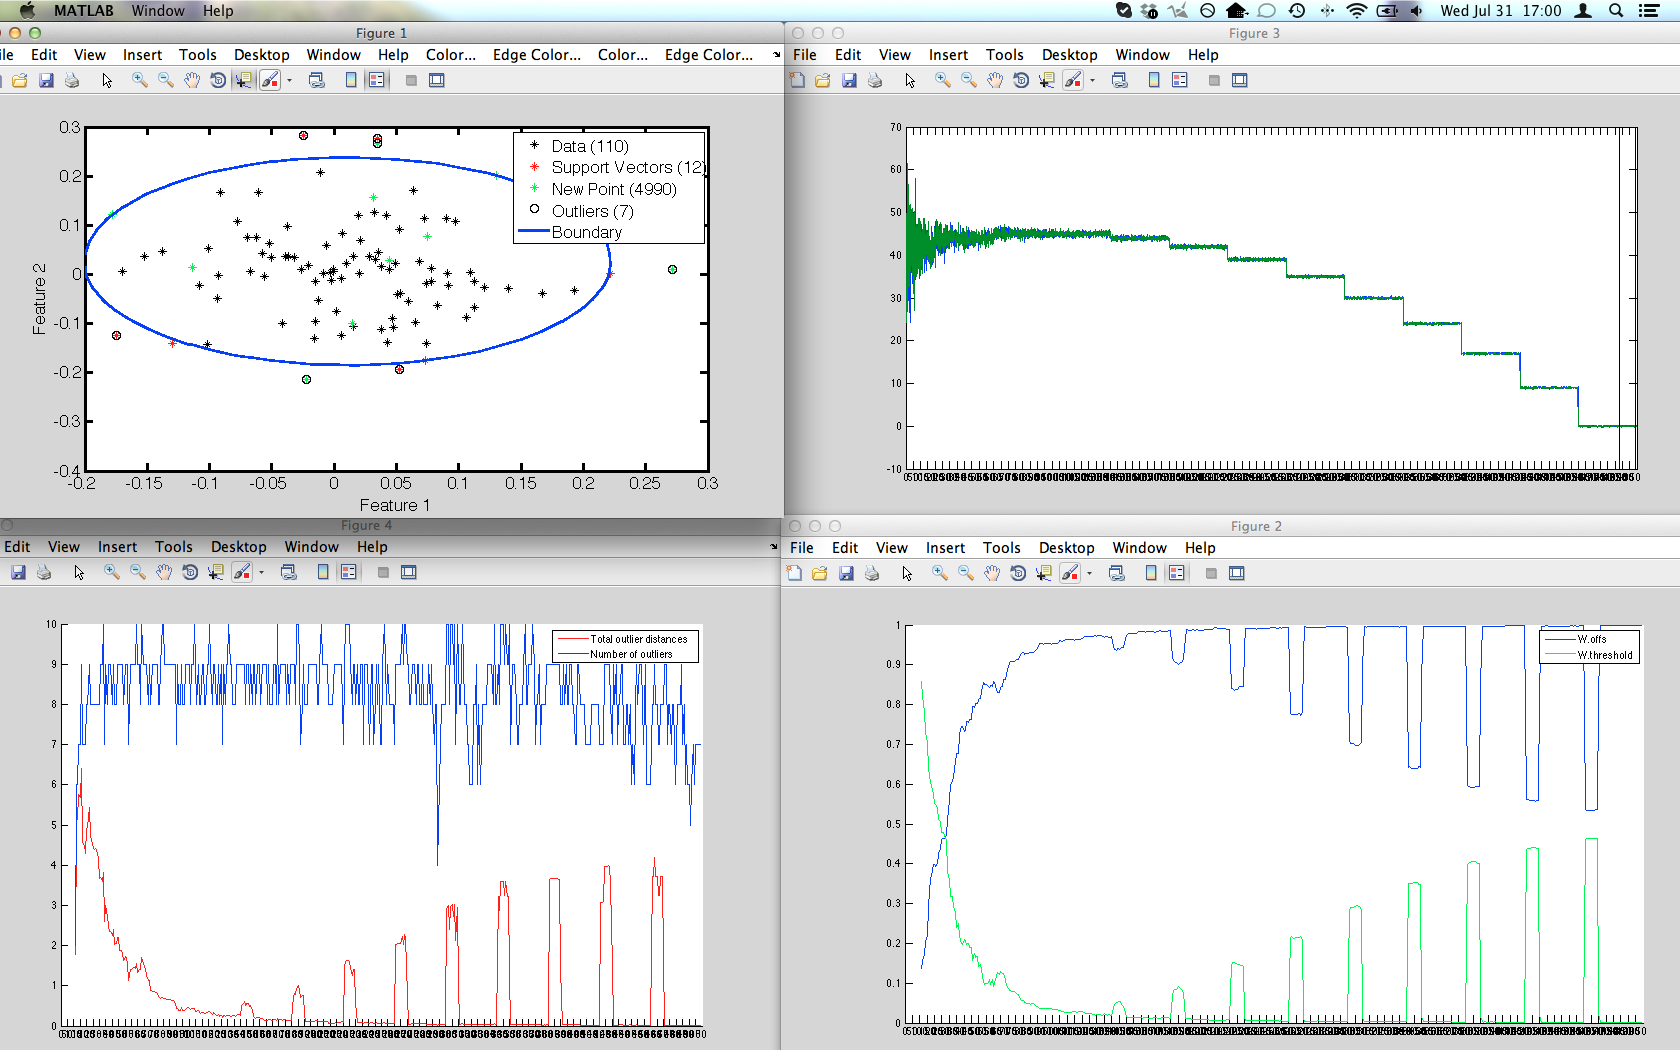 MATLAB Window Help Wed Jul 31 17:00
Figure 1
Edit View Insert Tools Desktop Window Help Color... Edge Color... Color... Edge Color...
0.3
0.2
0.1
0
-0.1
-0.2
-0.3
-0.4
Feature 2
Data (110)
Support Vectors (12)
New Point (4990)
Outliers (7)
Boundary
-0.2 -0.15 -0.1 -0.05 0 0.05 0.1 0.15 0.2 0.25 0.3
Feature 1
Figure 3
File Edit View Insert Tools Desktop Window Help
70
60
50
40
30
20
10
0
-10
Figure 4
Edit View Insert Tools Desktop Window Help
10
9
8
7
6
5
4
3
2
1
0
Total outlier distances
Number of outliers
Figure 2
File Edit View Insert Tools Desktop Window Help
1
0.9
0.8
0.7
0.6
0.5
0.4
0.3
0.2
0.1
0
W.offs
W.threshold